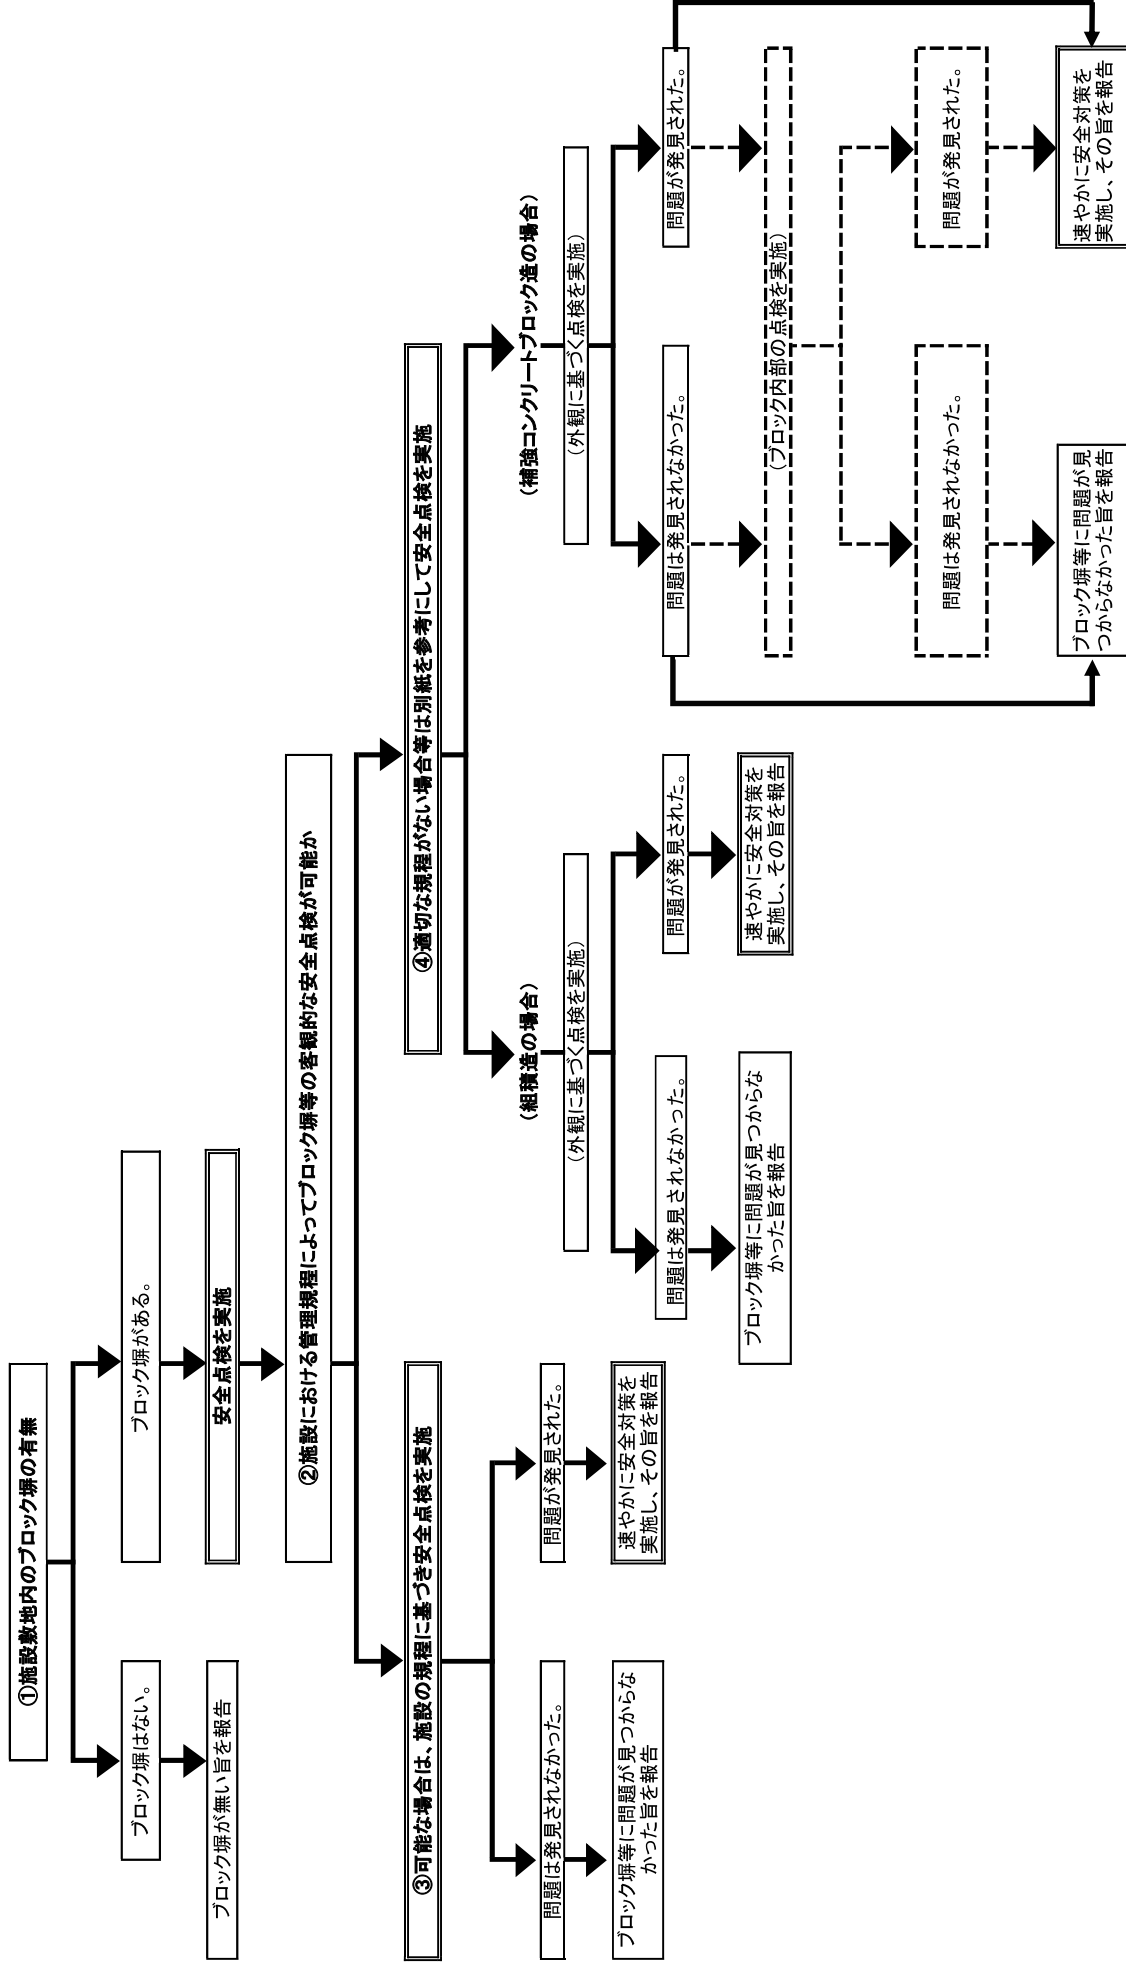 ①施設敷地内のブロック塀の有無
ブロック塀はない。
ブロック塀がある。
ブロック塀が無い旨を報告
安全点検を実施
②施設における管理規程によってブロック塀等の客観的な安全点検が可能か
③可能な場合は、施設の規程に基づき安全点検を実施
④適切な規程がない場合等は別紙を参考にして安全点検を実施
問題は発見されなかった。
問題が発見された。
ブロック塀等に問題が見つからな
かった旨を報告
速やかに安全対策を
実施し、その旨を報告
（組積造の場合）
（補強コンクリートブロック造の場合）
（外観に基づく点検を実施）
（外観に基づく点検を実施）
問題は発見されなかった。
問題が発見された。
問題は発見されなかった。
問題が発見された。
ブロック塀等に問題が見つからな
かった旨を報告
速やかに安全対策を
実施し、その旨を報告
（ブロック内部の点検を実施）
問題は発見されなかった。
問題が発見された。
ブロック塀等に問題が見
つからなかった旨を報告
速やかに安全対策を
実施し、その旨を報告